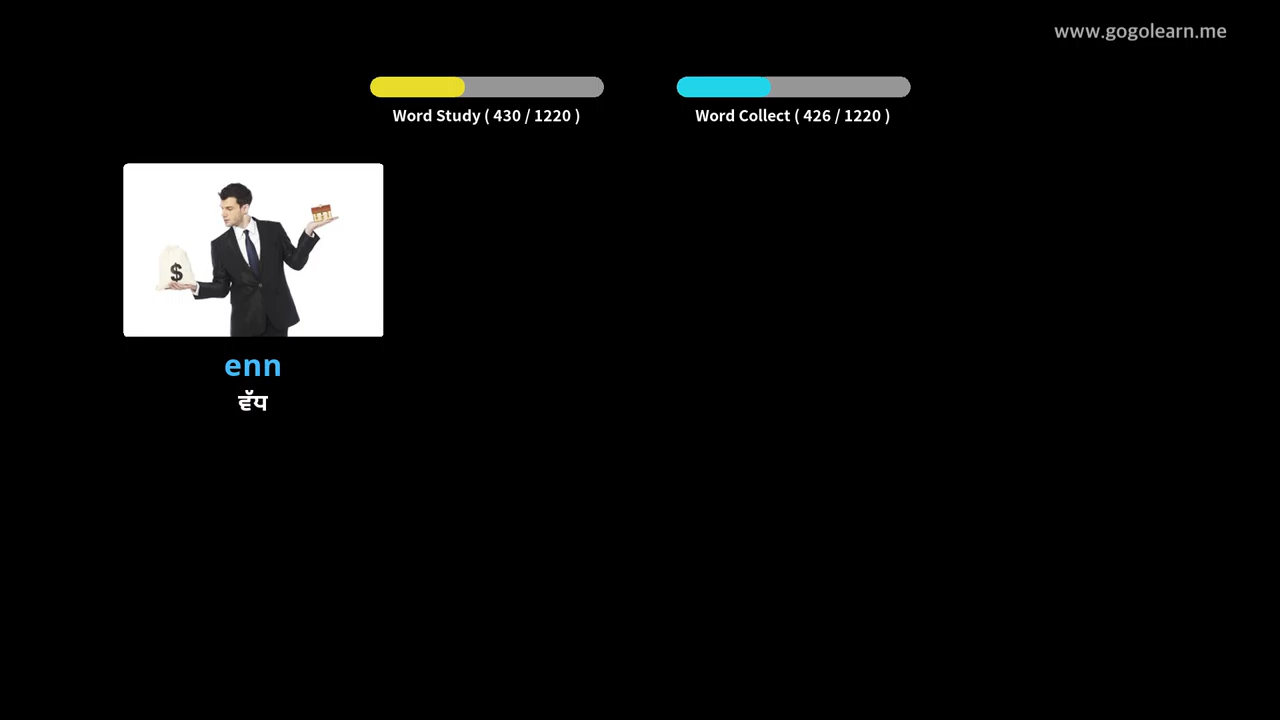 www.gogolearn.me
Word Study ( 430 / 1220 )
Word Collect ( 426 / 1220 )
$
enn
ਵੱਧ